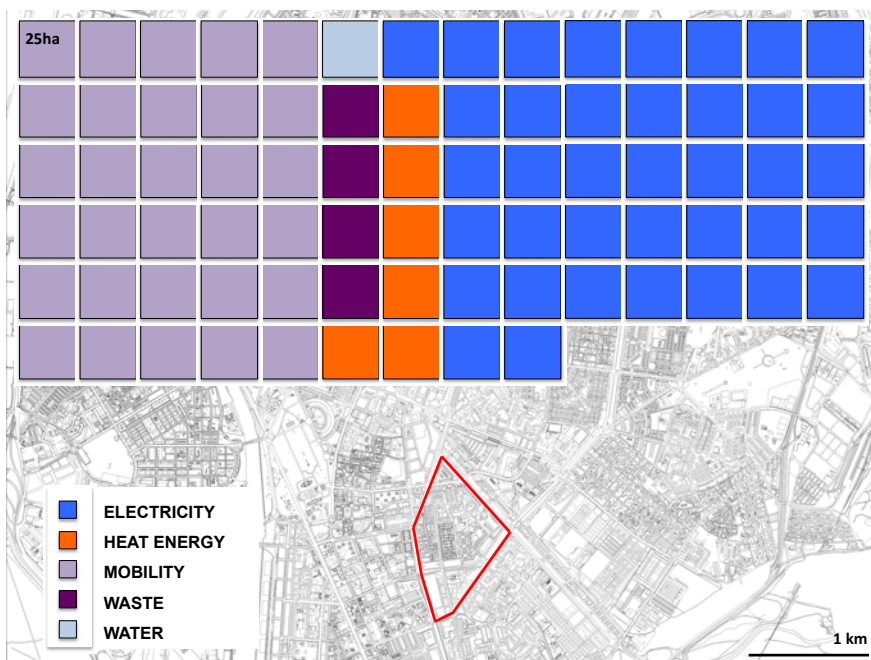 25ha
ELECTRICITY
HEAT ENERGY
MOBILITY
WASTE
WATER
1 km